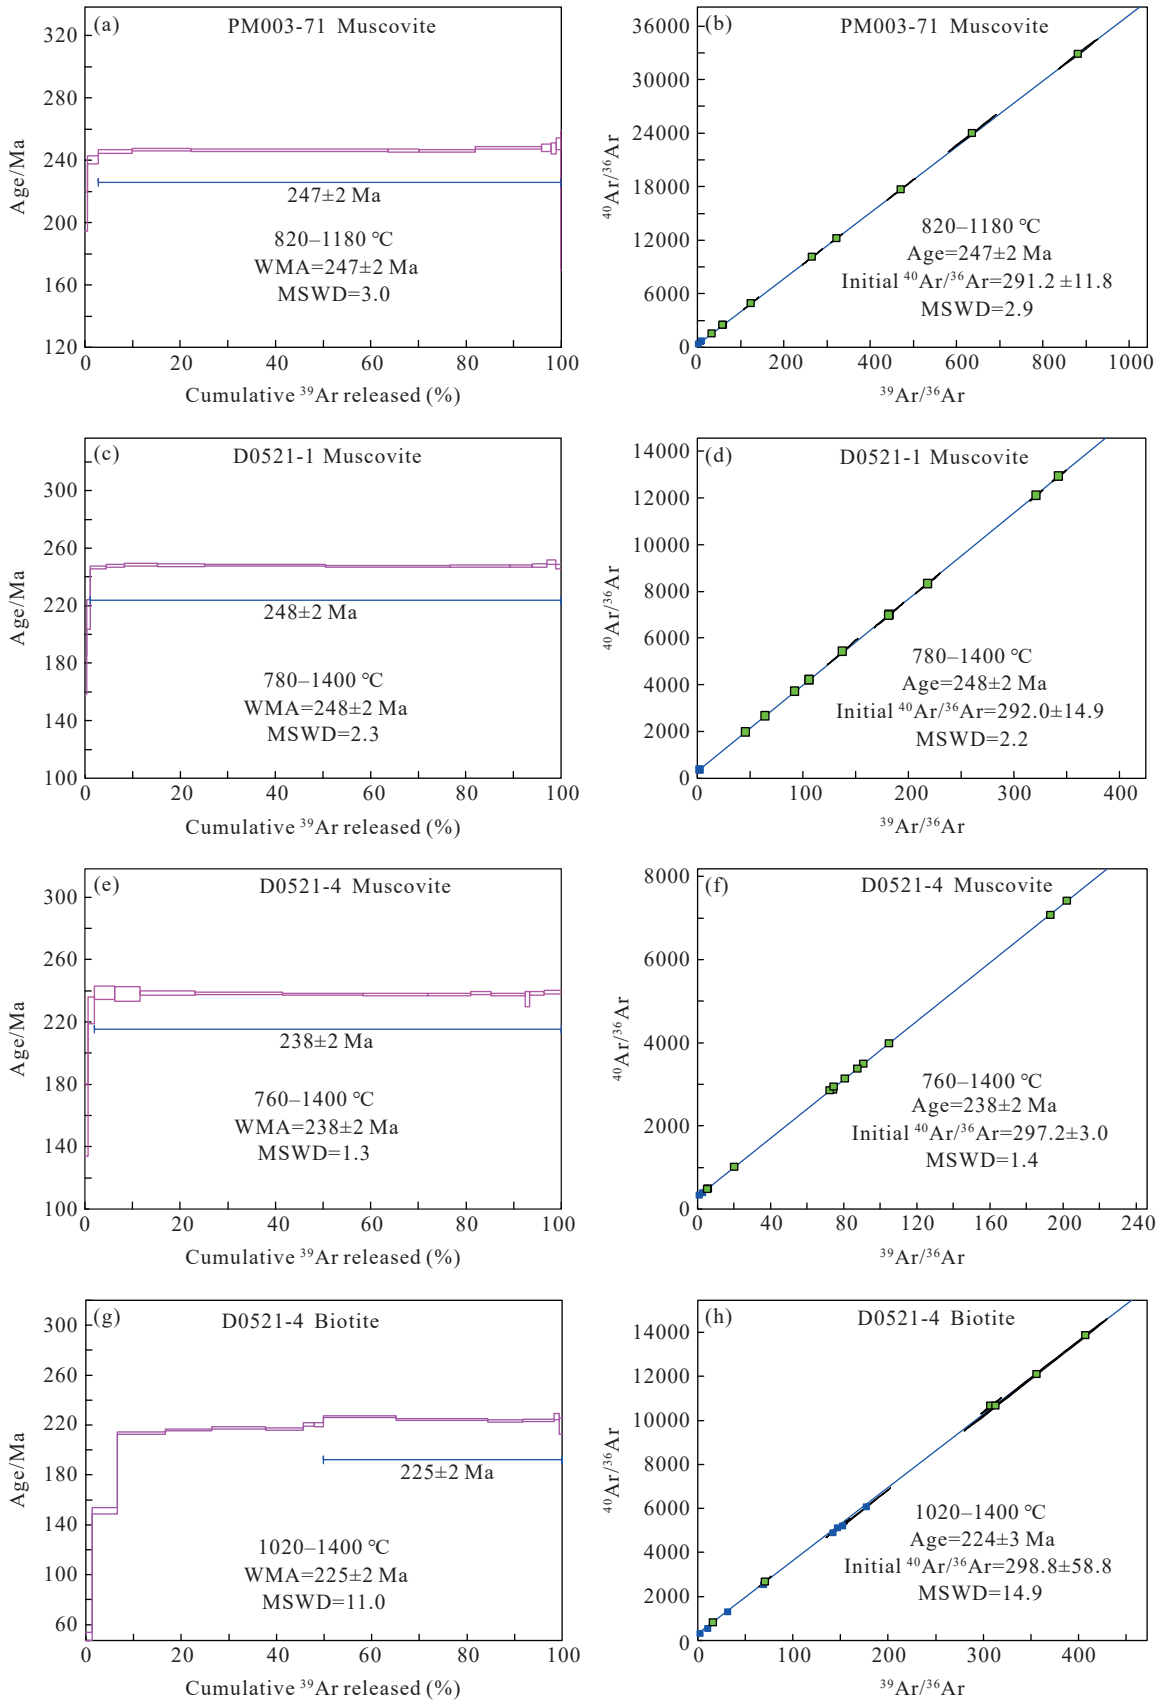 (a)
PM003-71 Muscovite
320
280
240
200
160
120
Age/Ma
247±2 Ma
820–1180 ℃
WMA=247±2 Ma
MSWD=3.0
0 20 40 60 80 100
Cumulative ³⁹Ar released (%)
(b)
PM003-71 Muscovite
36000
30000
24000
18000
12000
6000
0
⁴⁰Ar/³⁶Ar
820–1180 ℃
Age=247±2 Ma
Initial ⁴⁰Ar/³⁶Ar=291.2±11.8
MSWD=2.9
0 200 400 600 800 1000
³⁹Ar/³⁶Ar
(c)
D0521-1 Muscovite
300
260
220
180
140
100
Age/Ma
248±2 Ma
780–1400 ℃
WMA=248±2 Ma
MSWD=2.3
0 20 40 60 80 100
Cumulative ³⁹Ar released (%)
(d)
D0521-1 Muscovite
14000
12000
10000
8000
6000
4000
2000
0
⁴⁰Ar/³⁶Ar
780–1400 ℃
Age=248±2 Ma
Initial ⁴⁰Ar/³⁶Ar=292.0±14.9
MSWD=2.2
0 100 200 300 400
³⁹Ar/³⁶Ar
(e)
D0521-4 Muscovite
300
260
220
180
140
100
Age/Ma
238±2 Ma
760–1400 ℃
WMA=238±2 Ma
MSWD=1.3
0 20 40 60 80 100
Cumulative ³⁹Ar released (%)
(f)
D0521-4 Muscovite
8000
6000
4000
2000
0
⁴⁰Ar/³⁶Ar
760–1400 ℃
Age=238±2 Ma
Initial ⁴⁰Ar/³⁶Ar=297.2±3.0
MSWD=1.4
0 40 80 120 160 200 240
³⁹Ar/³⁶Ar
(g)
D0521-4 Biotite
300
260
220
180
140
100
60
Age/Ma
225±2 Ma
1020–1400 ℃
WMA=225±2 Ma
MSWD=11.0
0 20 40 60 80 100
Cumulative ³⁹Ar released (%)
(h)
D0521-4 Biotite
14000
12000
10000
8000
6000
4000
2000
0
⁴⁰Ar/³⁶Ar
1020–1400 ℃
Age=224±3 Ma
Initial ⁴⁰Ar/³⁶Ar=298.8±58.8
MSWD=14.9
0 100 200 300 400
³⁹Ar/³⁶Ar